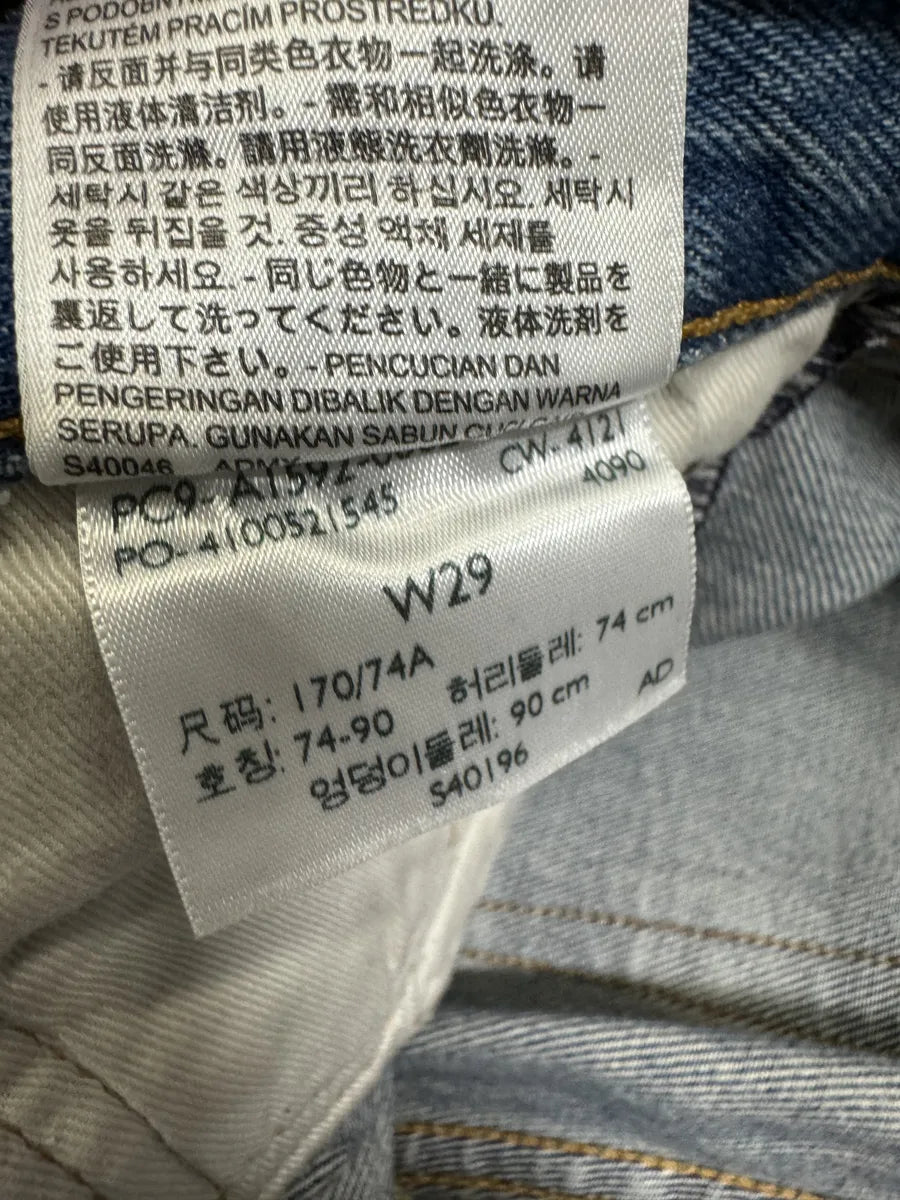 S PODOBN
TEKUTÉM PRACÍM PROSTŘEDKU.
- 请反面并与同类色衣物一起洗涤。请
使用液体清洁剂。- 需和相似色衣物一
同反面洗滌。請用液態洗衣劑洗滌。-
세탁시 같은 색상끼리 하십시오. 세탁시
옷을 뒤집을 것. 중성 액체 세제를
사용하세요. - 同じ色物と一緒に製品を
裏返して洗ってください。液体洗剤を
ご使用下さい。- PENCUCIAN DAN
PENGERINGAN DIBALIK DENGAN WARNA
SERUPA. GUNAKAN SABUN
S40046
PC9- A1592- CW- 4121
PO- 4100521545 4090
W29
尺码: 170/74A 허리둘레: 74 cm
호칭: 74-90 엉덩이둘레: 90 cm AD
S40196